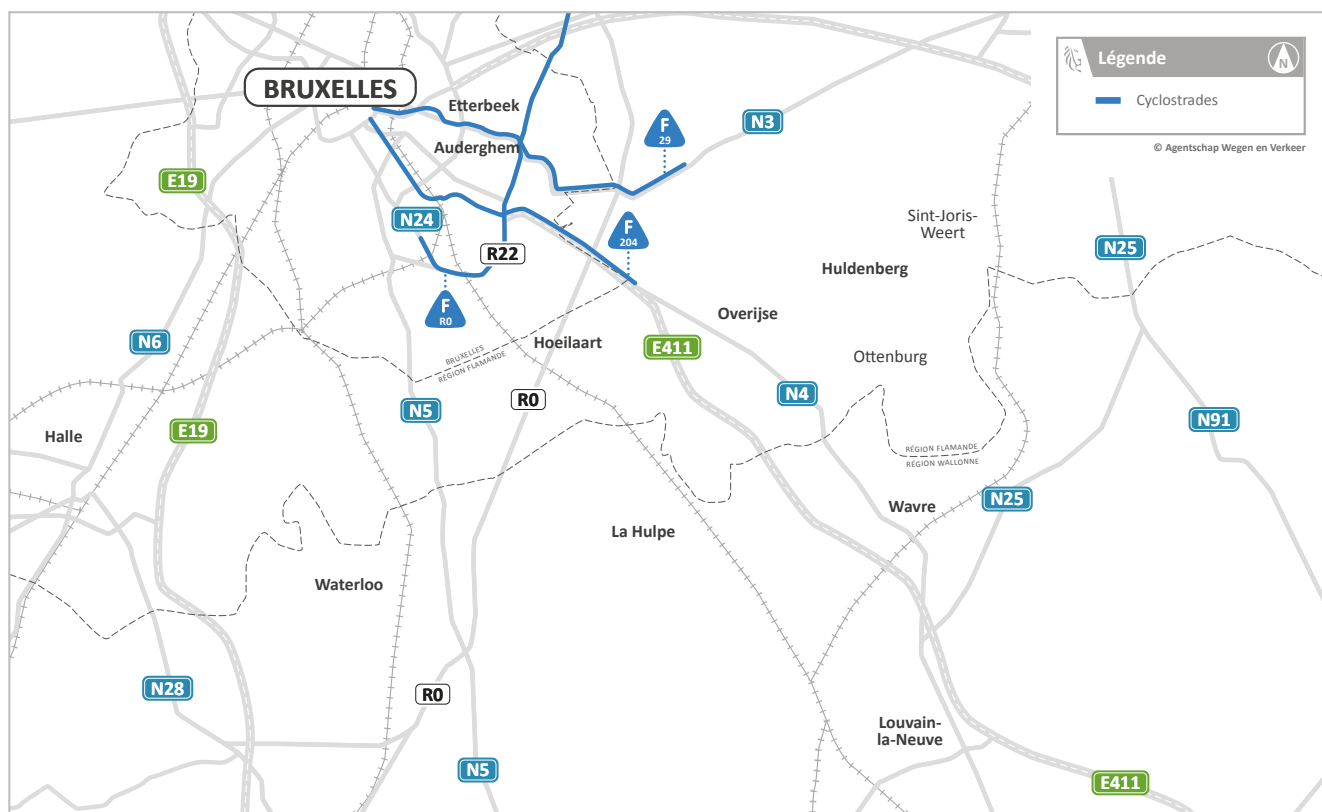 BRUXELLES
Légende
N
Cyclostrades
© Agentschap Wegen en Verkeer
Etterbeek
Auderghem
F
29
N3
E19
N24
R22
F
204
Sint-Joris-
Weert
N25
Huldenberg
F
R0
Overijse
N6
Hoeilaart
E411
BRUXELLES
RÉGION FLAMANDE
Ottenburg
N4
N5
R0
N91
E19
Halle
RÉGION FLAMANDE
RÉGION WALLONNE
N25
Wavre
La Hulpe
Waterloo
N28
R0
Louvain-
la-Neuve
N5
E411